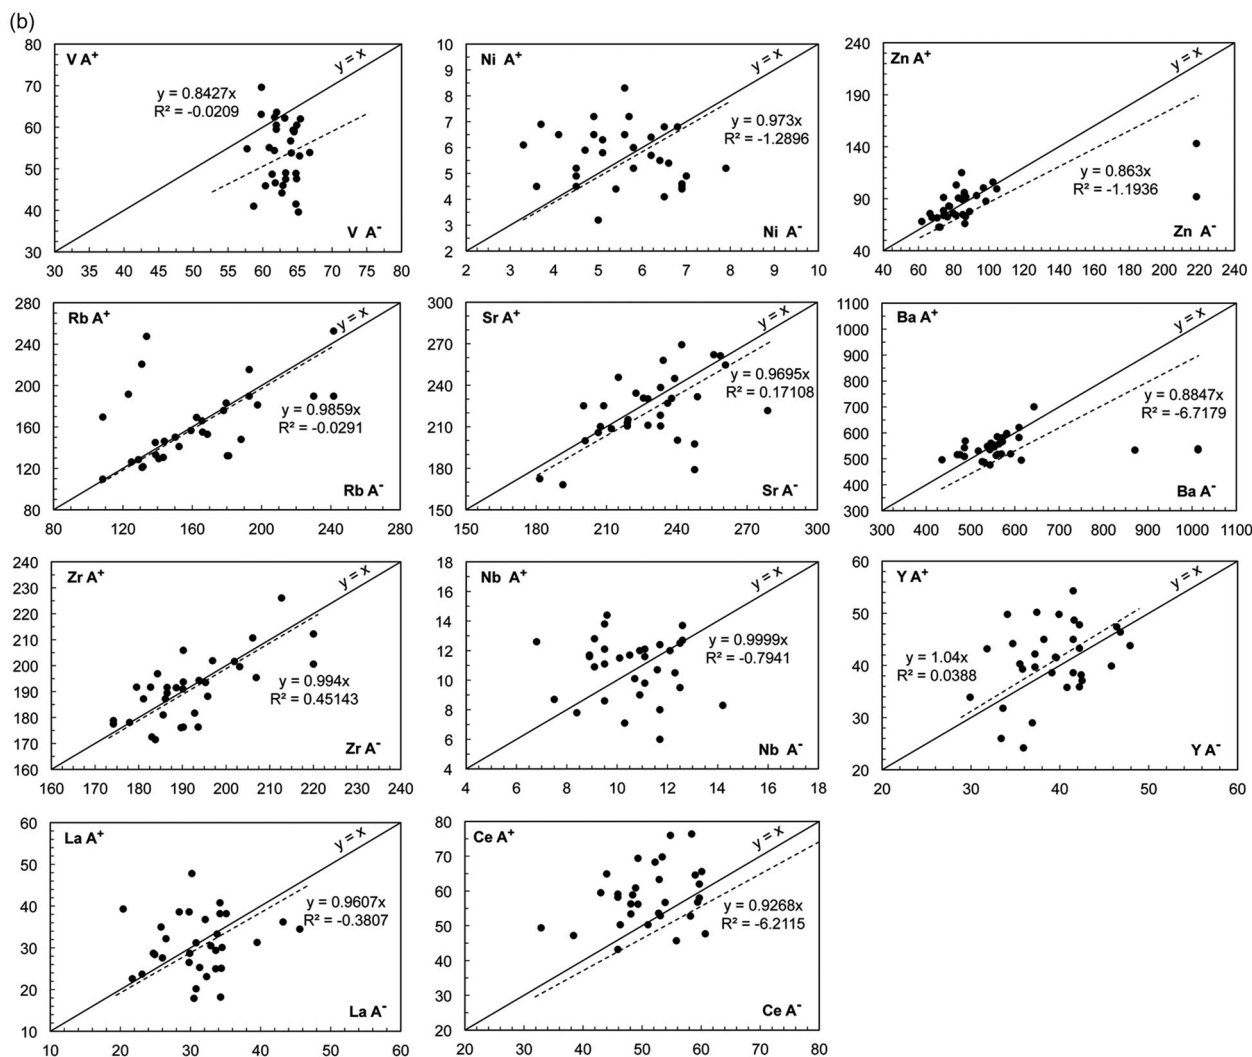 (b)
V A⁺
y = x
y = 0.8427x
R² = -0.0209
V A⁻
80
70
60
50
40
30
30 35 40 45 50 55 60 65 70 75 80
Ni A⁺
y = x
y = 0.973x
R² = -1.2896
Ni A⁻
10
9
8
7
6
5
4
3
2
2 3 4 5 6 7 8 9 10
Zn A⁺
y = x
y = 0.863x
R² = -1.1936
Zn A⁻
240
190
140
90
40
40 60 80 100 120 140 160 180 200 220 240
Rb A⁺
y = x
y = 0.9859x
R² = -0.0291
Rb A⁻
280
240
200
160
120
80
80 120 160 200 240 280
Sr A⁺
y = x
y = 0.9695x
R² = 0.17108
Sr A⁻
300
270
240
210
180
150
150 180 210 240 270 300
Ba A⁺
y = x
y = 0.8847x
R² = -6.7179
Ba A⁻
1100
1000
900
800
700
600
500
400
300
300 400 500 600 700 800 900 1000 1100
Zr A⁺
y = x
y = 0.994x
R² = 0.45143
Zr A⁻
240
230
220
210
200
190
180
170
160
160 170 180 190 200 210 220 230 240
Nb A⁺
y = x
y = 0.9999x
R² = -0.7941
Nb A⁻
18
16
14
12
10
8
6
4
4 6 8 10 12 14 16 18
Y A⁺
y = x
y = 1.04x
R² = 0.0388
Y A⁻
60
50
40
30
20
20 30 40 50 60
La A⁺
y = x
y = 0.9607x
R² = -0.3807
La A⁻
60
50
40
30
20
10
10 20 30 40 50 60
Ce A⁺
y = x
y = 0.9268x
R² = -6.2115
Ce A⁻
80
70
60
50
40
30
20
20 30 40 50 60 70 80